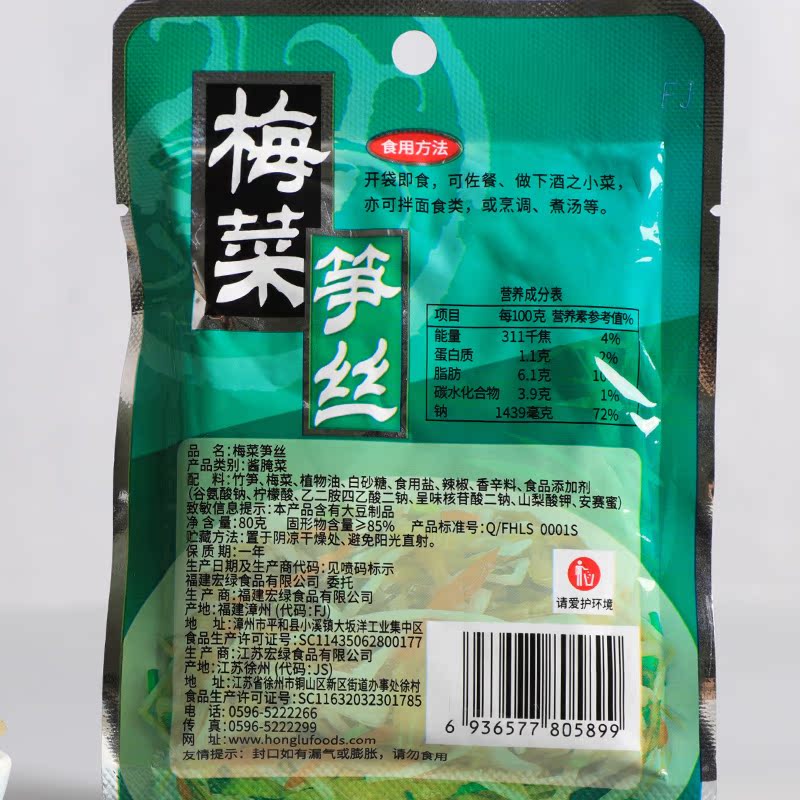 梅菜
笋丝
FJ
食用方法
开袋即食，可佐餐、做下酒之小菜，
亦可拌面食类，或烹调、煮汤等。
营养成分表
项目 每100克 营养素参考值%
能量 311千焦 4%
蛋白质 1.1克 2%
脂肪 6.1克
碳水化合物 3.9克 1%
钠 1439毫克 72%
品 名:梅菜笋丝
产品类别:酱腌菜
配 料:竹笋、梅菜、植物油、白砂糖、食用盐、辣椒、香辛料、食品添加剂
(谷氨酸钠、柠檬酸、乙二胺四乙酸二钠、呈味核苷酸二钠、山梨酸钾、安赛蜜)
致敏信息提示:本产品含有大豆制品
净 含 量:80克 固形物含量≥85% 产品标准号:Q/FHLS 0001S
贮藏方法:置于阴凉干燥处、避免阳光直射。
保 质 期:一年
生产日期及生产商代码:见喷码标示
福建宏绿食品有限公司 委托
生 产 商:福建宏绿食品有限公司
产地:福建漳州 (代码:FJ)
地 址:漳州市平和县小溪镇大坂洋工业集中区
食品生产许可证号:SC11435062800177
生 产 商:江苏宏绿食品有限公司
产地:江苏徐州 (代码:JS)
地 址:江苏省徐州市铜山区新区街道办事处徐村
食品生产许可证号:SC11632032301785
电 话:0596-5222266
传 真:0596-5222299
网 址:www.honglufoods.com
友情提示: 封口如有漏气或膨胀，请勿食用
请爱护环境
6 936577 805899